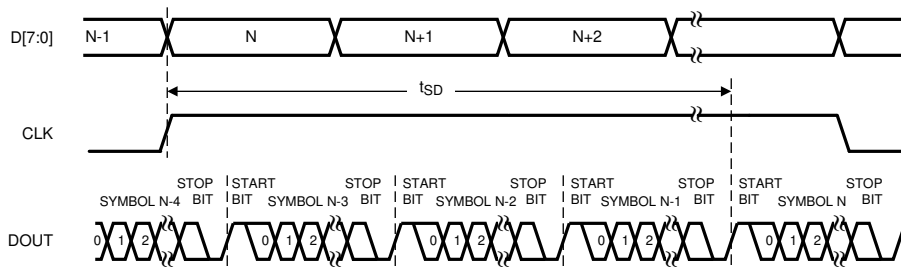 D[7:0] N-1 N N+1 N+2
tSD
CLK
STOP START STOP START STOP START STOP START STOP
BIT BIT BIT BIT BIT BIT BIT BIT BIT
SYMBOL N-4 SYMBOL N-3 SYMBOL N-2 SYMBOL N-1 SYMBOL N
DOUT 0 1 2 0 1 2 0 1 2 0 1 2 0 1 2